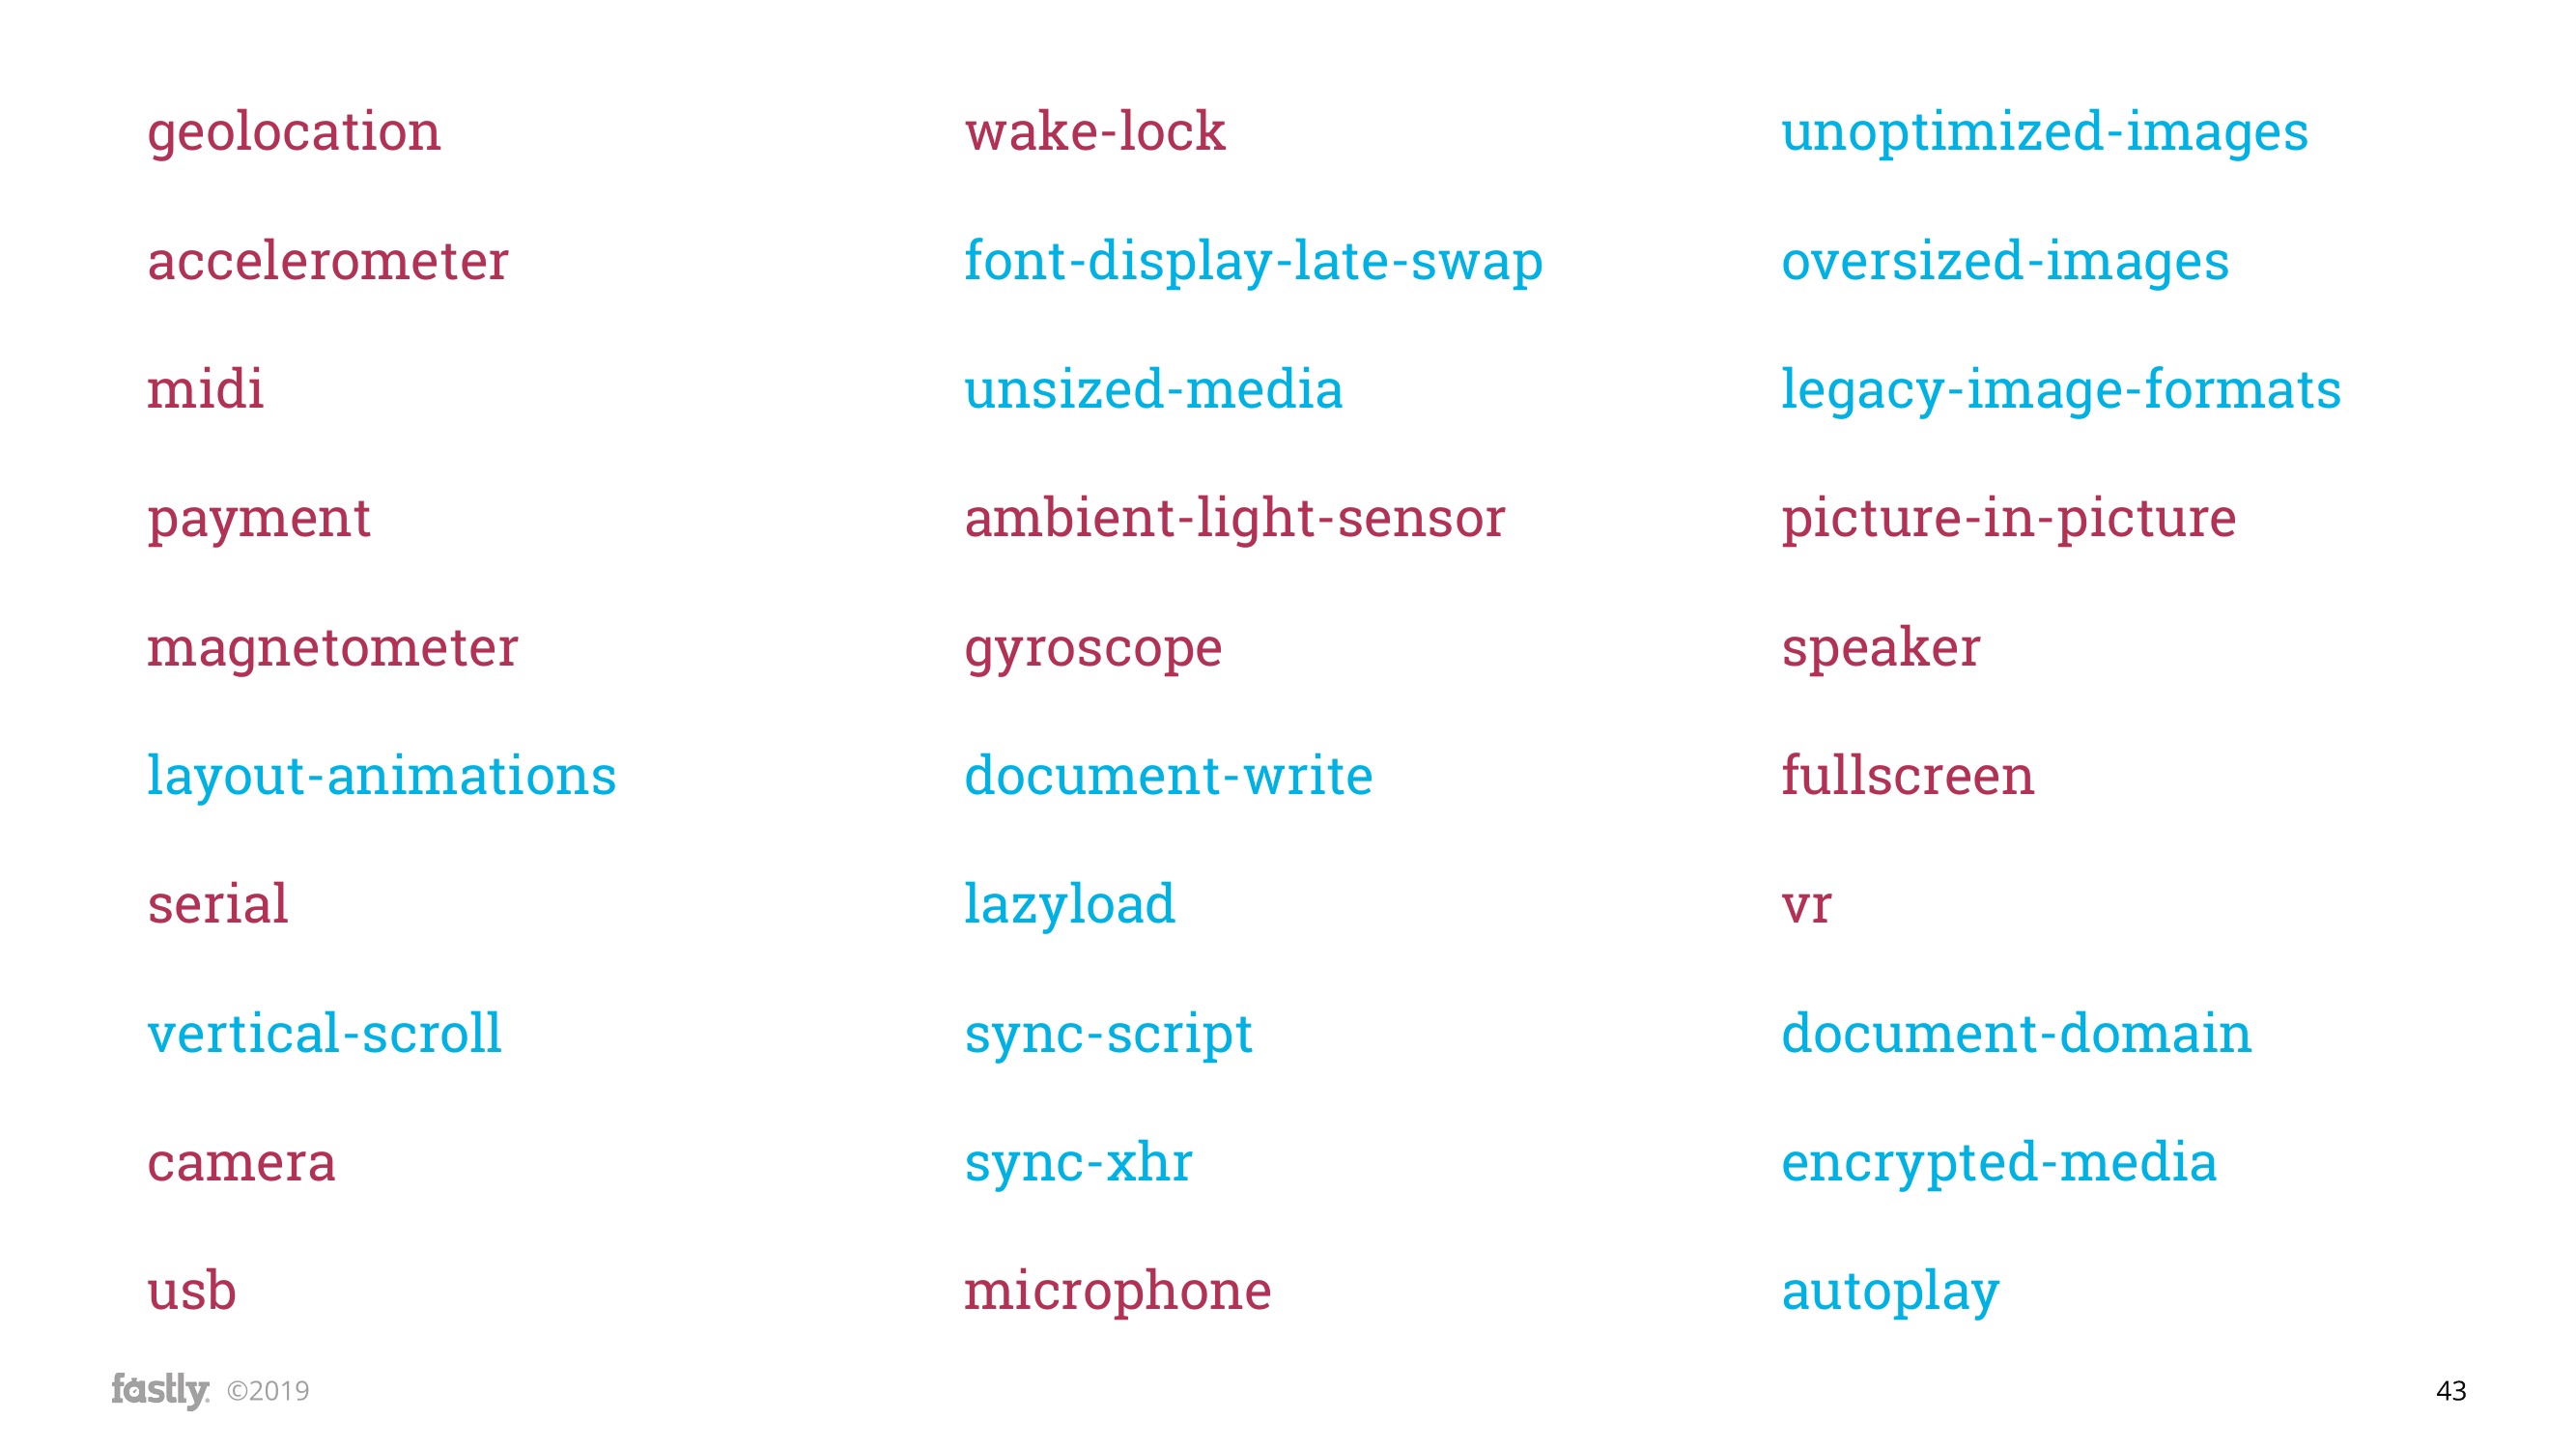 geolocation
accelerometer
midi
payment
magnetometer
layout-animations
serial
vertical-scroll
camera
usb
wake-lock
font-display-late-swap
unsized-media
ambient-light-sensor
gyroscope
document-write
lazyload
sync-script
sync-xhr
microphone
unoptimized-images
oversized-images
legacy-image-formats
picture-in-picture
speaker
fullscreen
vr
document-domain
encrypted-media
autoplay
fastly ©2019
43